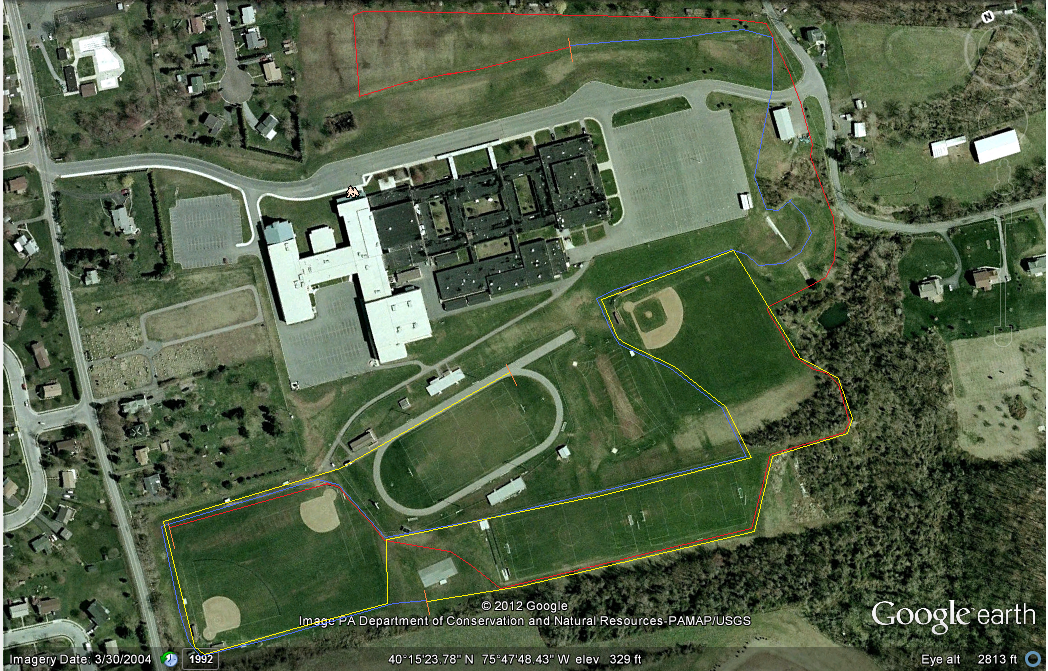 N
© 2012 Google
Image PA Department of Conservation and Natural Resources-PAMAP/USGS
Google earth
Imagery Date: 3/30/2004 1992 40°15'23.78" N 75°47'48.43" W elev 329 ft Eye alt 2813 ft